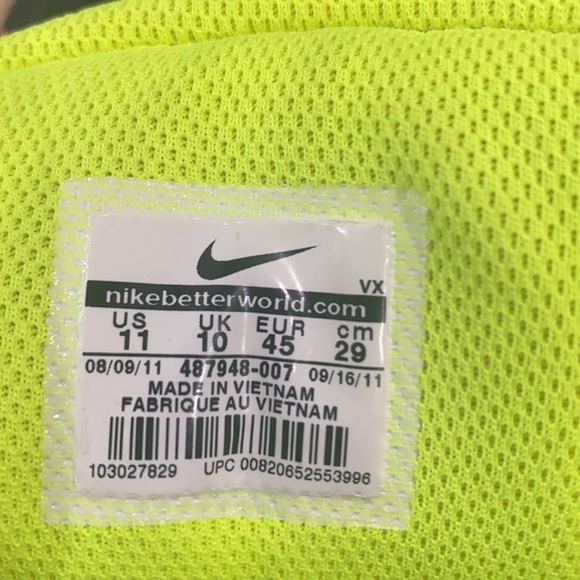 VX
nikebetterworld.com
US UK EUR cm
11 10 45 29
08/09/11 487948-007 09/16/11
MADE IN VIETNAM
FABRIQUE AU VIETNAM
103027829 UPC 00820652553996